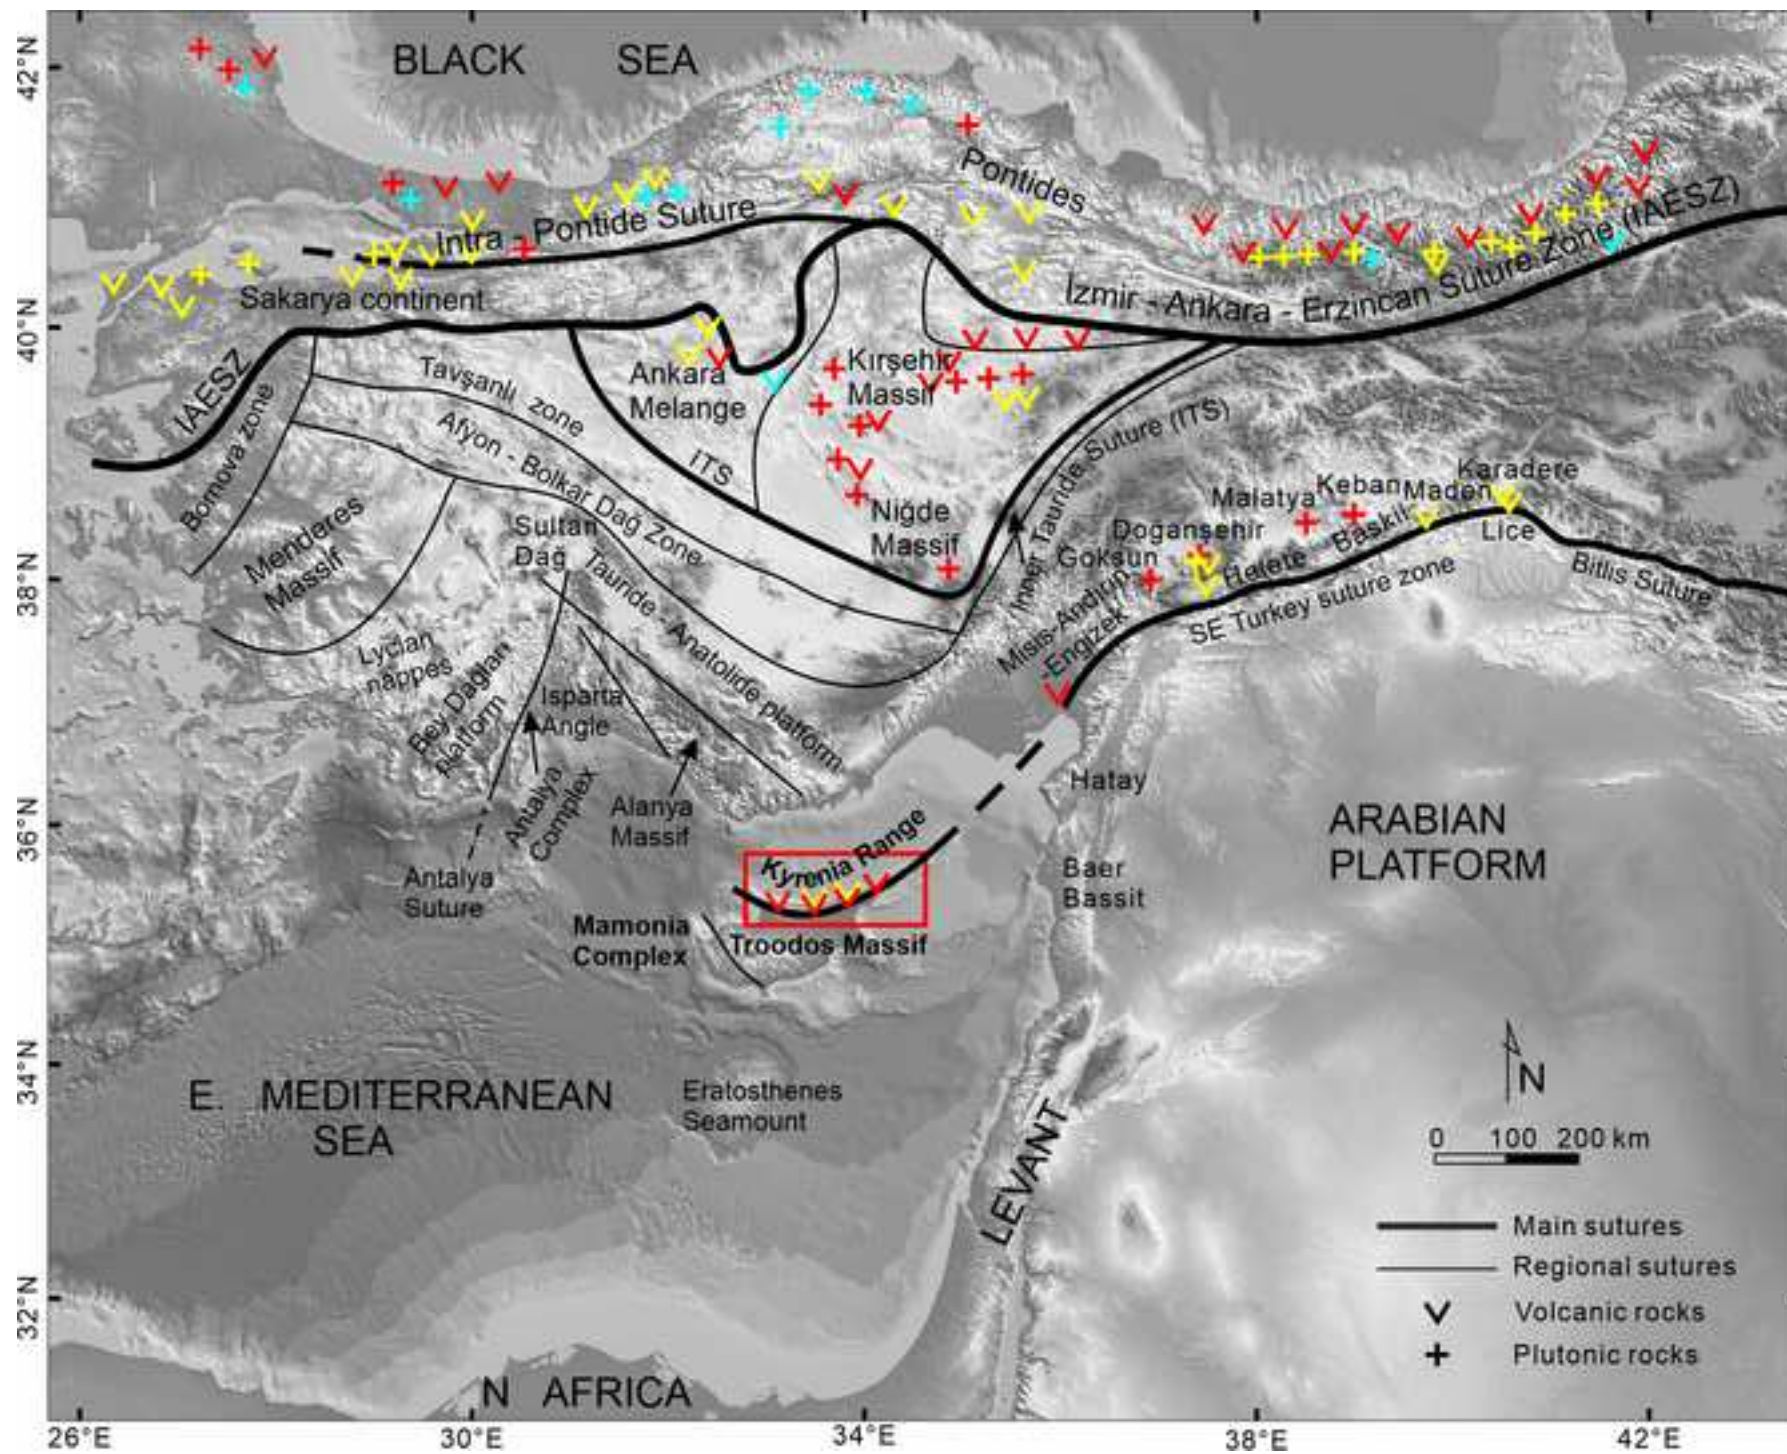 BLACK SEA
42°N
Pontides
Intra - Pontide Suture
Sakarya continent
İzmir - Ankara - Erzincan Suture Zone (IAESZ)
40°N
IAESZ
Bornova zone
Tavşanlı zone
Afyon - Bolkar Dağ Zone
ITS
Ankara
Melange
Kırşehir
Massif
Niğde
Massif
Inner Tauride Suture (ITS)
Menderes
Massif
Sultan
Dağ
Tauride - Anatolide platform
38°N
Lycian
nappes
Bey Dağları
platform
Isparta
Angle
Antalya
Complex
Alanya
Massif
Antalya
Suture
Misis-Andırın
-Engizek
Göksun
Doganşehir
Malatya
Keban
Maden
Karadere
Helete
Baskil
Lice
SE Turkey suture zone
Bitlis Suture
36°N
Kyrenia Range
Mamonia
Complex
Troodos Massif
Hatay
Baer
Bassit
ARABIAN
PLATFORM
34°N
E. MEDITERRANEAN
SEA
Eratosthenes
Seamount
LEVANT
N
0 100 200 km
Main sutures
Regional sutures
Volcanic rocks
Plutonic rocks
32°N
N AFRICA
26°E 30°E 34°E 38°E 42°E